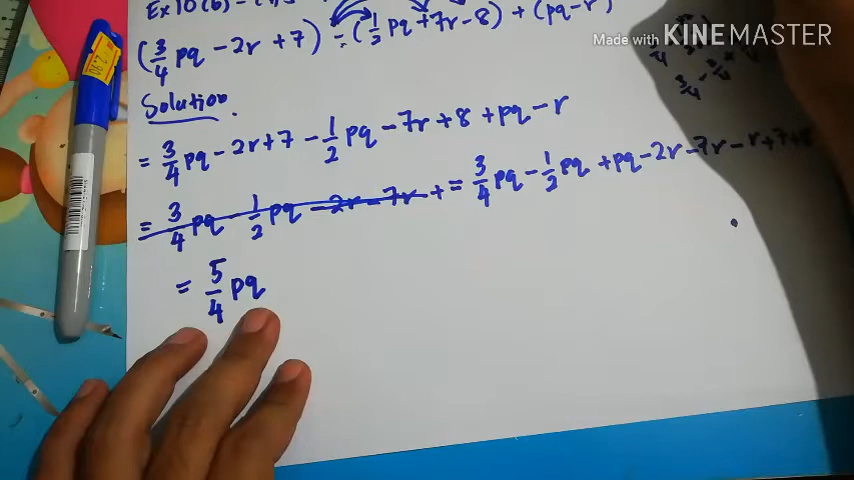 Ex 10(b)
(3/4 pq - 2r + 7) - (1/2 pq + 7r - 8) + (pq - r)
Made with KINEMASTER
Solution.
= 3/4 pq - 2r + 7 - 1/2 pq - 7r + 8 + pq - r
= 3/4 pq - 1/2 pq - 2r - 7r +
= 3/4 pq - 1/2 pq + pq - 2r - 7r - r + 7 + 8
= 5/4 pq